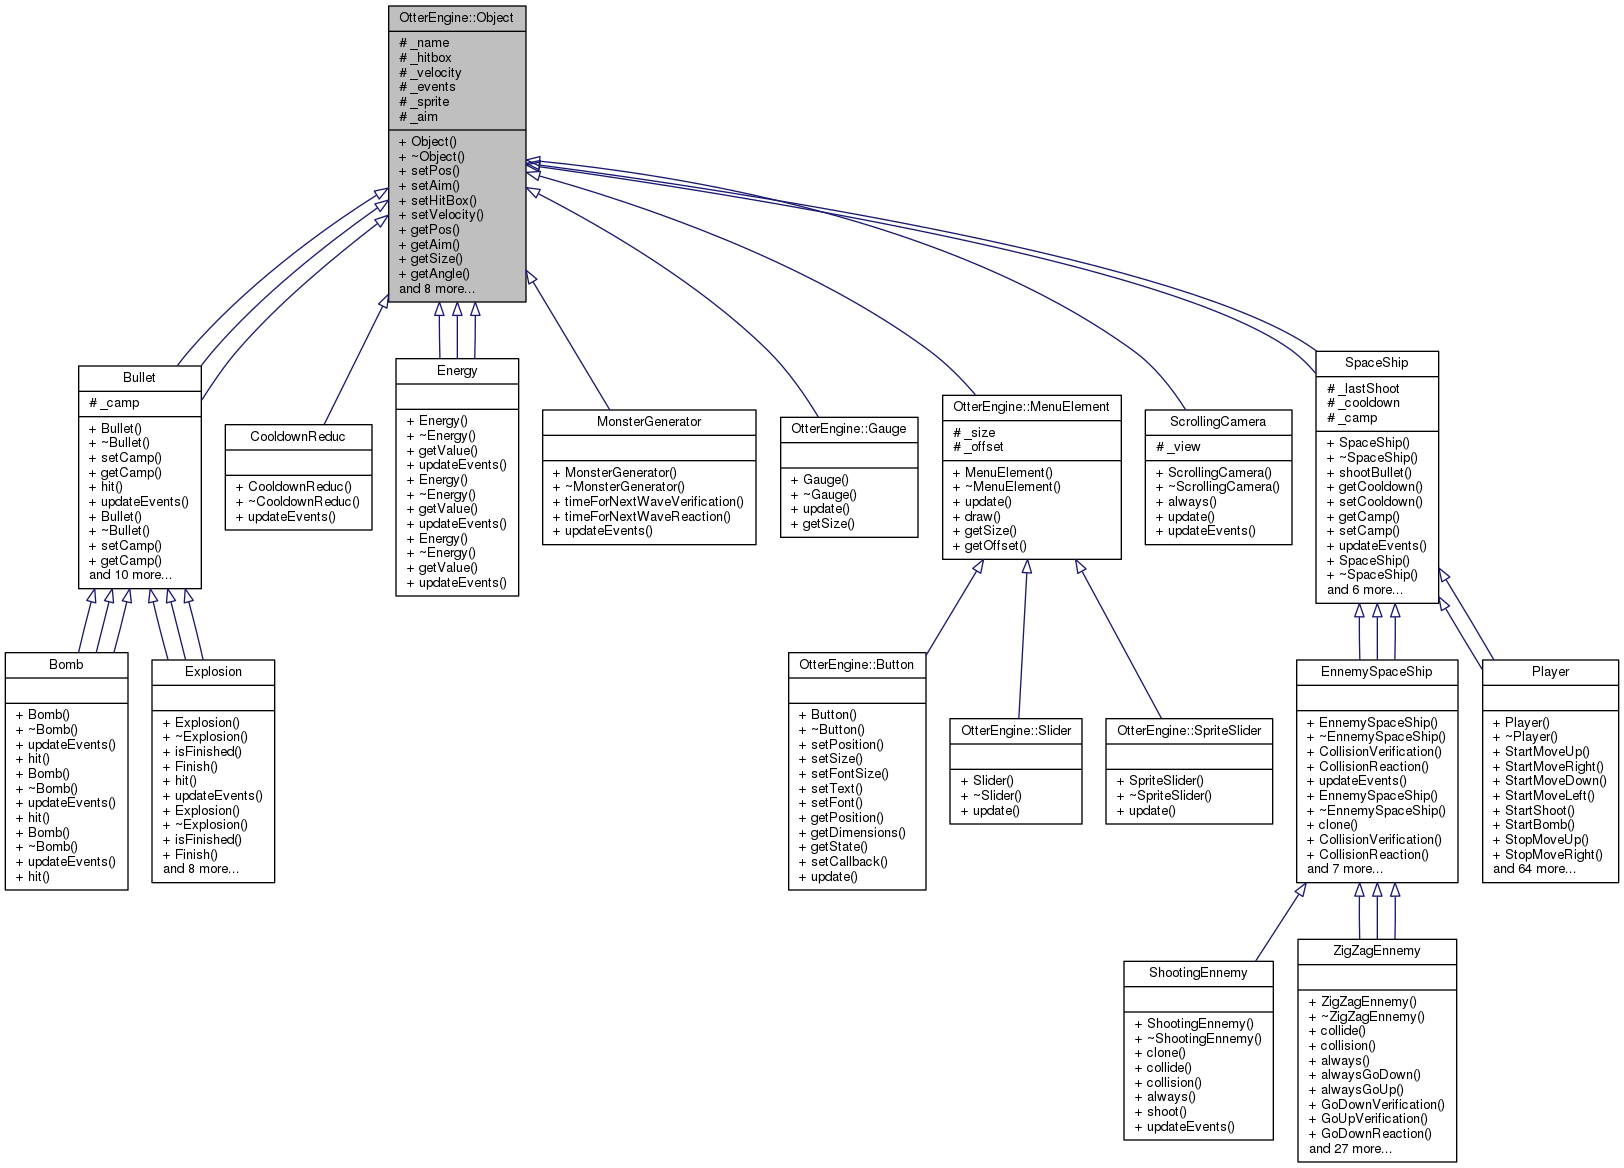 OtterEngine::Object
# _name
# _hitbox
# _velocity
# _events
# _sprite
# _aim
+ Object()
+ ~Object()
+ setPos()
+ setAim()
+ setHitBox()
+ setVelocity()
+ getPos()
+ getAim()
+ getSize()
+ getAngle()
and 8 more...
Bullet
# _camp
+ Bullet()
+ ~Bullet()
+ setCamp()
+ getCamp()
+ hit()
+ updateEvents()
+ Bullet()
+ ~Bullet()
+ setCamp()
+ getCamp()
and 10 more...
CooldownReduc
+ CooldownReduc()
+ ~CooldownReduc()
+ updateEvents()
Energy
+ Energy()
+ ~Energy()
+ getValue()
+ updateEvents()
+ Energy()
+ ~Energy()
+ getValue()
+ updateEvents()
+ Energy()
+ ~Energy()
+ getValue()
+ updateEvents()
MonsterGenerator
+ MonsterGenerator()
+ ~MonsterGenerator()
+ timeForNextWaveVerification()
+ timeForNextWaveReaction()
+ updateEvents()
OtterEngine::Gauge
+ Gauge()
+ ~Gauge()
+ update()
+ getSize()
OtterEngine::MenuElement
# _size
# _offset
+ MenuElement()
+ ~MenuElement()
+ update()
+ draw()
+ getSize()
+ getOffset()
ScrollingCamera
# _view
+ ScrollingCamera()
+ ~ScrollingCamera()
+ always()
+ update()
+ updateEvents()
SpaceShip
# _lastShoot
# _cooldown
# _camp
+ SpaceShip()
+ ~SpaceShip()
+ shootBullet()
+ getCooldown()
+ setCooldown()
+ getCamp()
+ setCamp()
+ updateEvents()
+ SpaceShip()
+ ~SpaceShip()
and 6 more...
Bomb
+ Bomb()
+ ~Bomb()
+ updateEvents()
+ hit()
+ Bomb()
+ ~Bomb()
+ updateEvents()
+ hit()
+ Bomb()
+ ~Bomb()
+ updateEvents()
+ hit()
Explosion
+ Explosion()
+ ~Explosion()
+ isFinished()
+ Finish()
+ hit()
+ updateEvents()
+ Explosion()
+ ~Explosion()
+ isFinished()
+ Finish()
and 8 more...
OtterEngine::Button
+ Button()
+ ~Button()
+ setPosition()
+ setSize()
+ setFontSize()
+ setText()
+ setFont()
+ getPosition()
+ getDimensions()
+ getState()
+ setCallback()
+ update()
OtterEngine::Slider
+ Slider()
+ ~Slider()
+ update()
OtterEngine::SpriteSlider
+ SpriteSlider()
+ ~SpriteSlider()
+ update()
EnnemySpaceShip
+ EnnemySpaceShip()
+ ~EnnemySpaceShip()
+ CollisionVerification()
+ CollisionReaction()
+ updateEvents()
+ EnnemySpaceShip()
+ ~EnnemySpaceShip()
+ clone()
+ CollisionVerification()
+ CollisionReaction()
and 7 more...
Player
+ Player()
+ ~Player()
+ StartMoveUp()
+ StartMoveRight()
+ StartMoveDown()
+ StartMoveLeft()
+ StartShoot()
+ StartBomb()
+ StopMoveUp()
+ StopMoveRight()
and 64 more...
ShootingEnnemy
+ ShootingEnnemy()
+ ~ShootingEnnemy()
+ clone()
+ collide()
+ collision()
+ always()
+ shoot()
+ updateEvents()
ZigZagEnnemy
+ ZigZagEnnemy()
+ ~ZigZagEnnemy()
+ collide()
+ collision()
+ always()
+ alwaysGoDown()
+ alwaysGoUp()
+ GoDownVerification()
+ GoUpVerification()
+ GoDownReaction()
and 27 more...